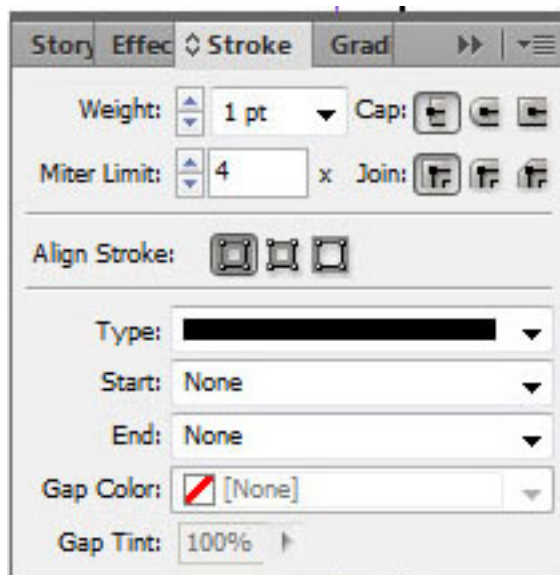 Story Effec Stroke Grad
Weight: 1 pt Cap:
Miter Limit: 4 x Join:
Align Stroke:
Type:
Start: None
End: None
Gap Color: [None]
Gap Tint: 100%